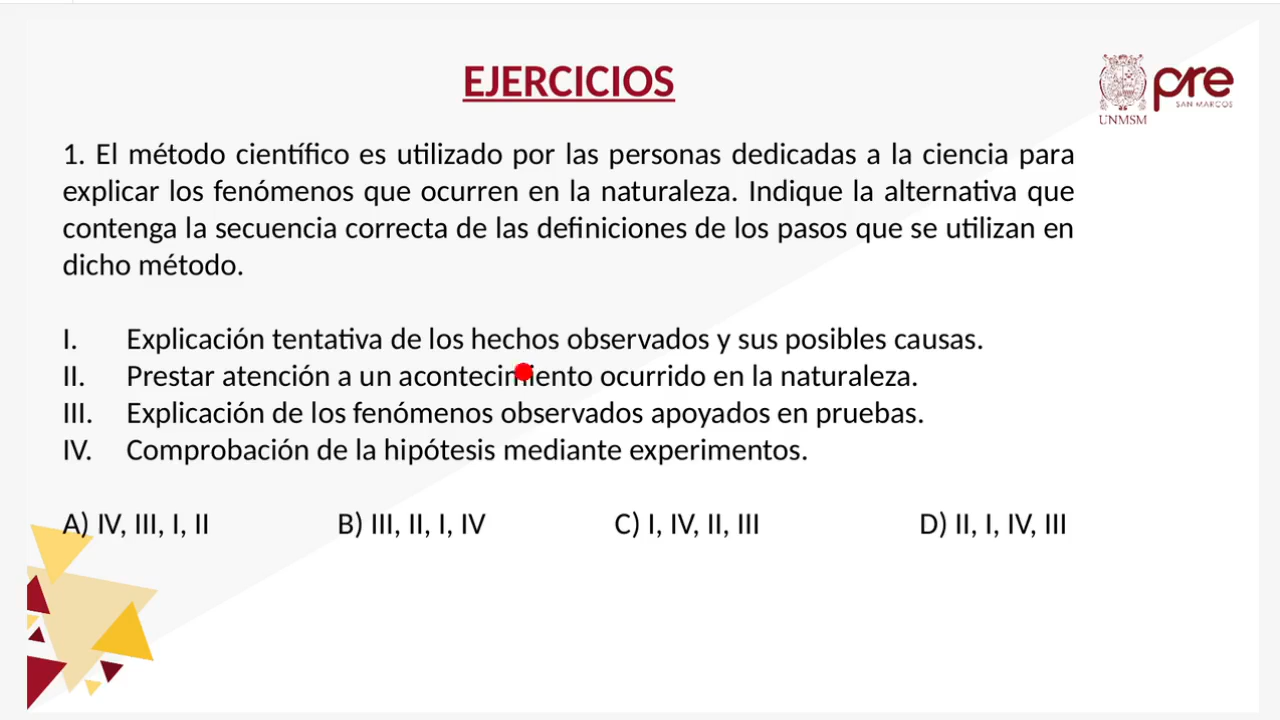 EJERCICIOS
UNMSM
pre
SAN MARCOS
1. El método científico es utilizado por las personas dedicadas a la ciencia para
explicar los fenómenos que ocurren en la naturaleza. Indique la alternativa que
contenga la secuencia correcta de las definiciones de los pasos que se utilizan en
dicho método.
I. Explicación tentativa de los hechos observados y sus posibles causas.
II. Prestar atención a un acontecimiento ocurrido en la naturaleza.
III. Explicación de los fenómenos observados apoyados en pruebas.
IV. Comprobación de la hipótesis mediante experimentos.
A) IV, III, I, II B) III, II, I, IV C) I, IV, II, III D) II, I, IV, III